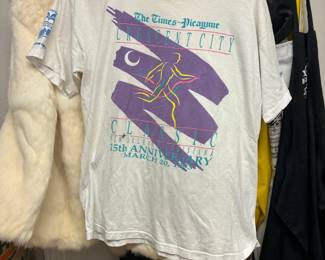 The Times-Picayune
CRESCENT CITY
CLASSIC
15th ANNIVERSARY
MARCH 20,